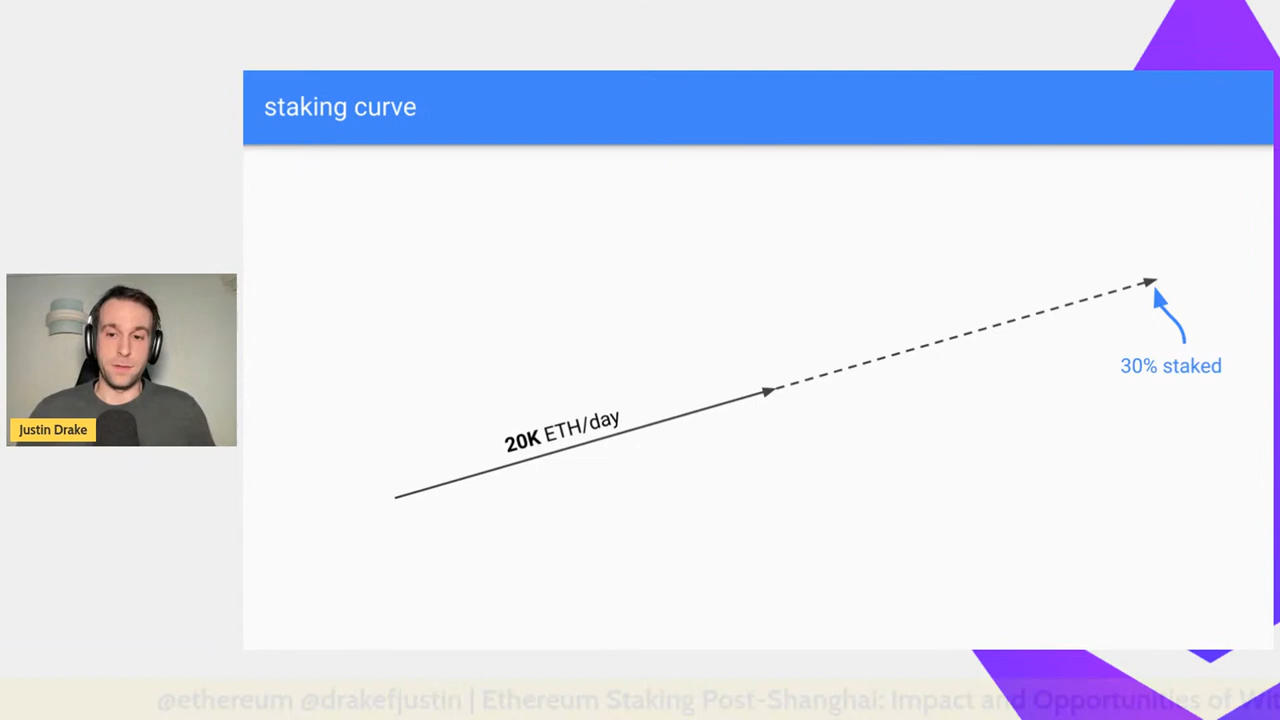 staking curve
30% staked
20K ETH/day
Justin Drake
@ethereum @drakefjustin | Ethereum Staking Post-Shanghai: Impact and Opportunities of Wit